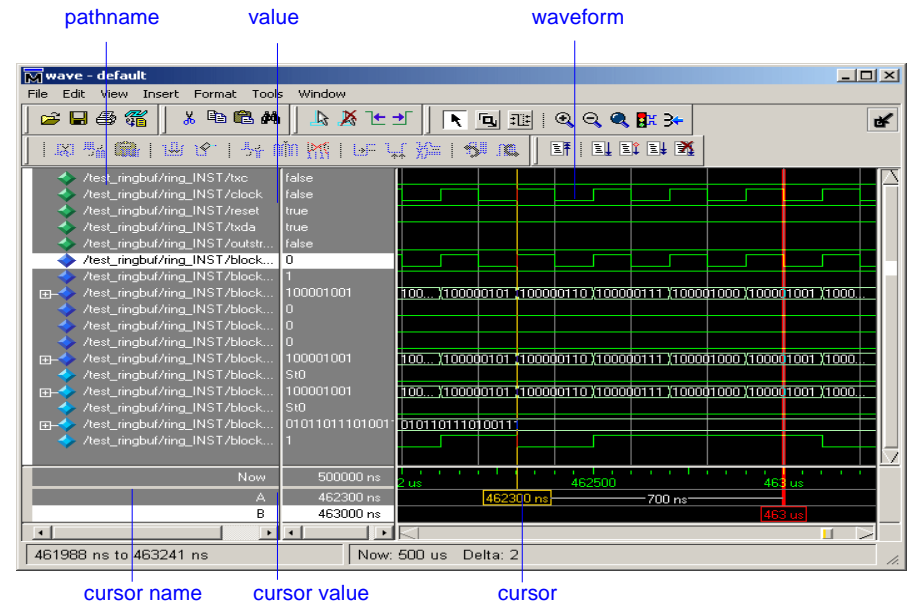 pathname value waveform
wave - default
File Edit View Insert Format Tools Window
/test_ringbuf/ring_INST/txc false
/test_ringbuf/ring_INST/clock false
/test_ringbuf/ring_INST/reset true
/test_ringbuf/ring_INST/txda true
/test_ringbuf/ring_INST/outstr... false
/test_ringbuf/ring_INST/block... 0
/test_ringbuf/ring_INST/block... 1
/test_ringbuf/ring_INST/block... 100001001 100... 100000101 100000110 100000111 100001000 100001001 1000...
/test_ringbuf/ring_INST/block... 0
/test_ringbuf/ring_INST/block... 0
/test_ringbuf/ring_INST/block... 0
/test_ringbuf/ring_INST/block... 100001001 100... 100000101 100000110 100000111 100001000 100001001 1000...
/test_ringbuf/ring_INST/block... St0
/test_ringbuf/ring_INST/block... 100001001 100... 100000101 100000110 100000111 100001000 100001001 1000...
/test_ringbuf/ring_INST/block... St0
/test_ringbuf/ring_INST/block... 01011011101001 010110111010011
/test_ringbuf/ring_INST/block... 1
Now 500000 ns 2 us 462500 463 us
A 462300 ns 462300 ns 700 ns
B 463000 ns 463 us
461988 ns to 463241 ns Now: 500 us Delta: 2
cursor name cursor value cursor